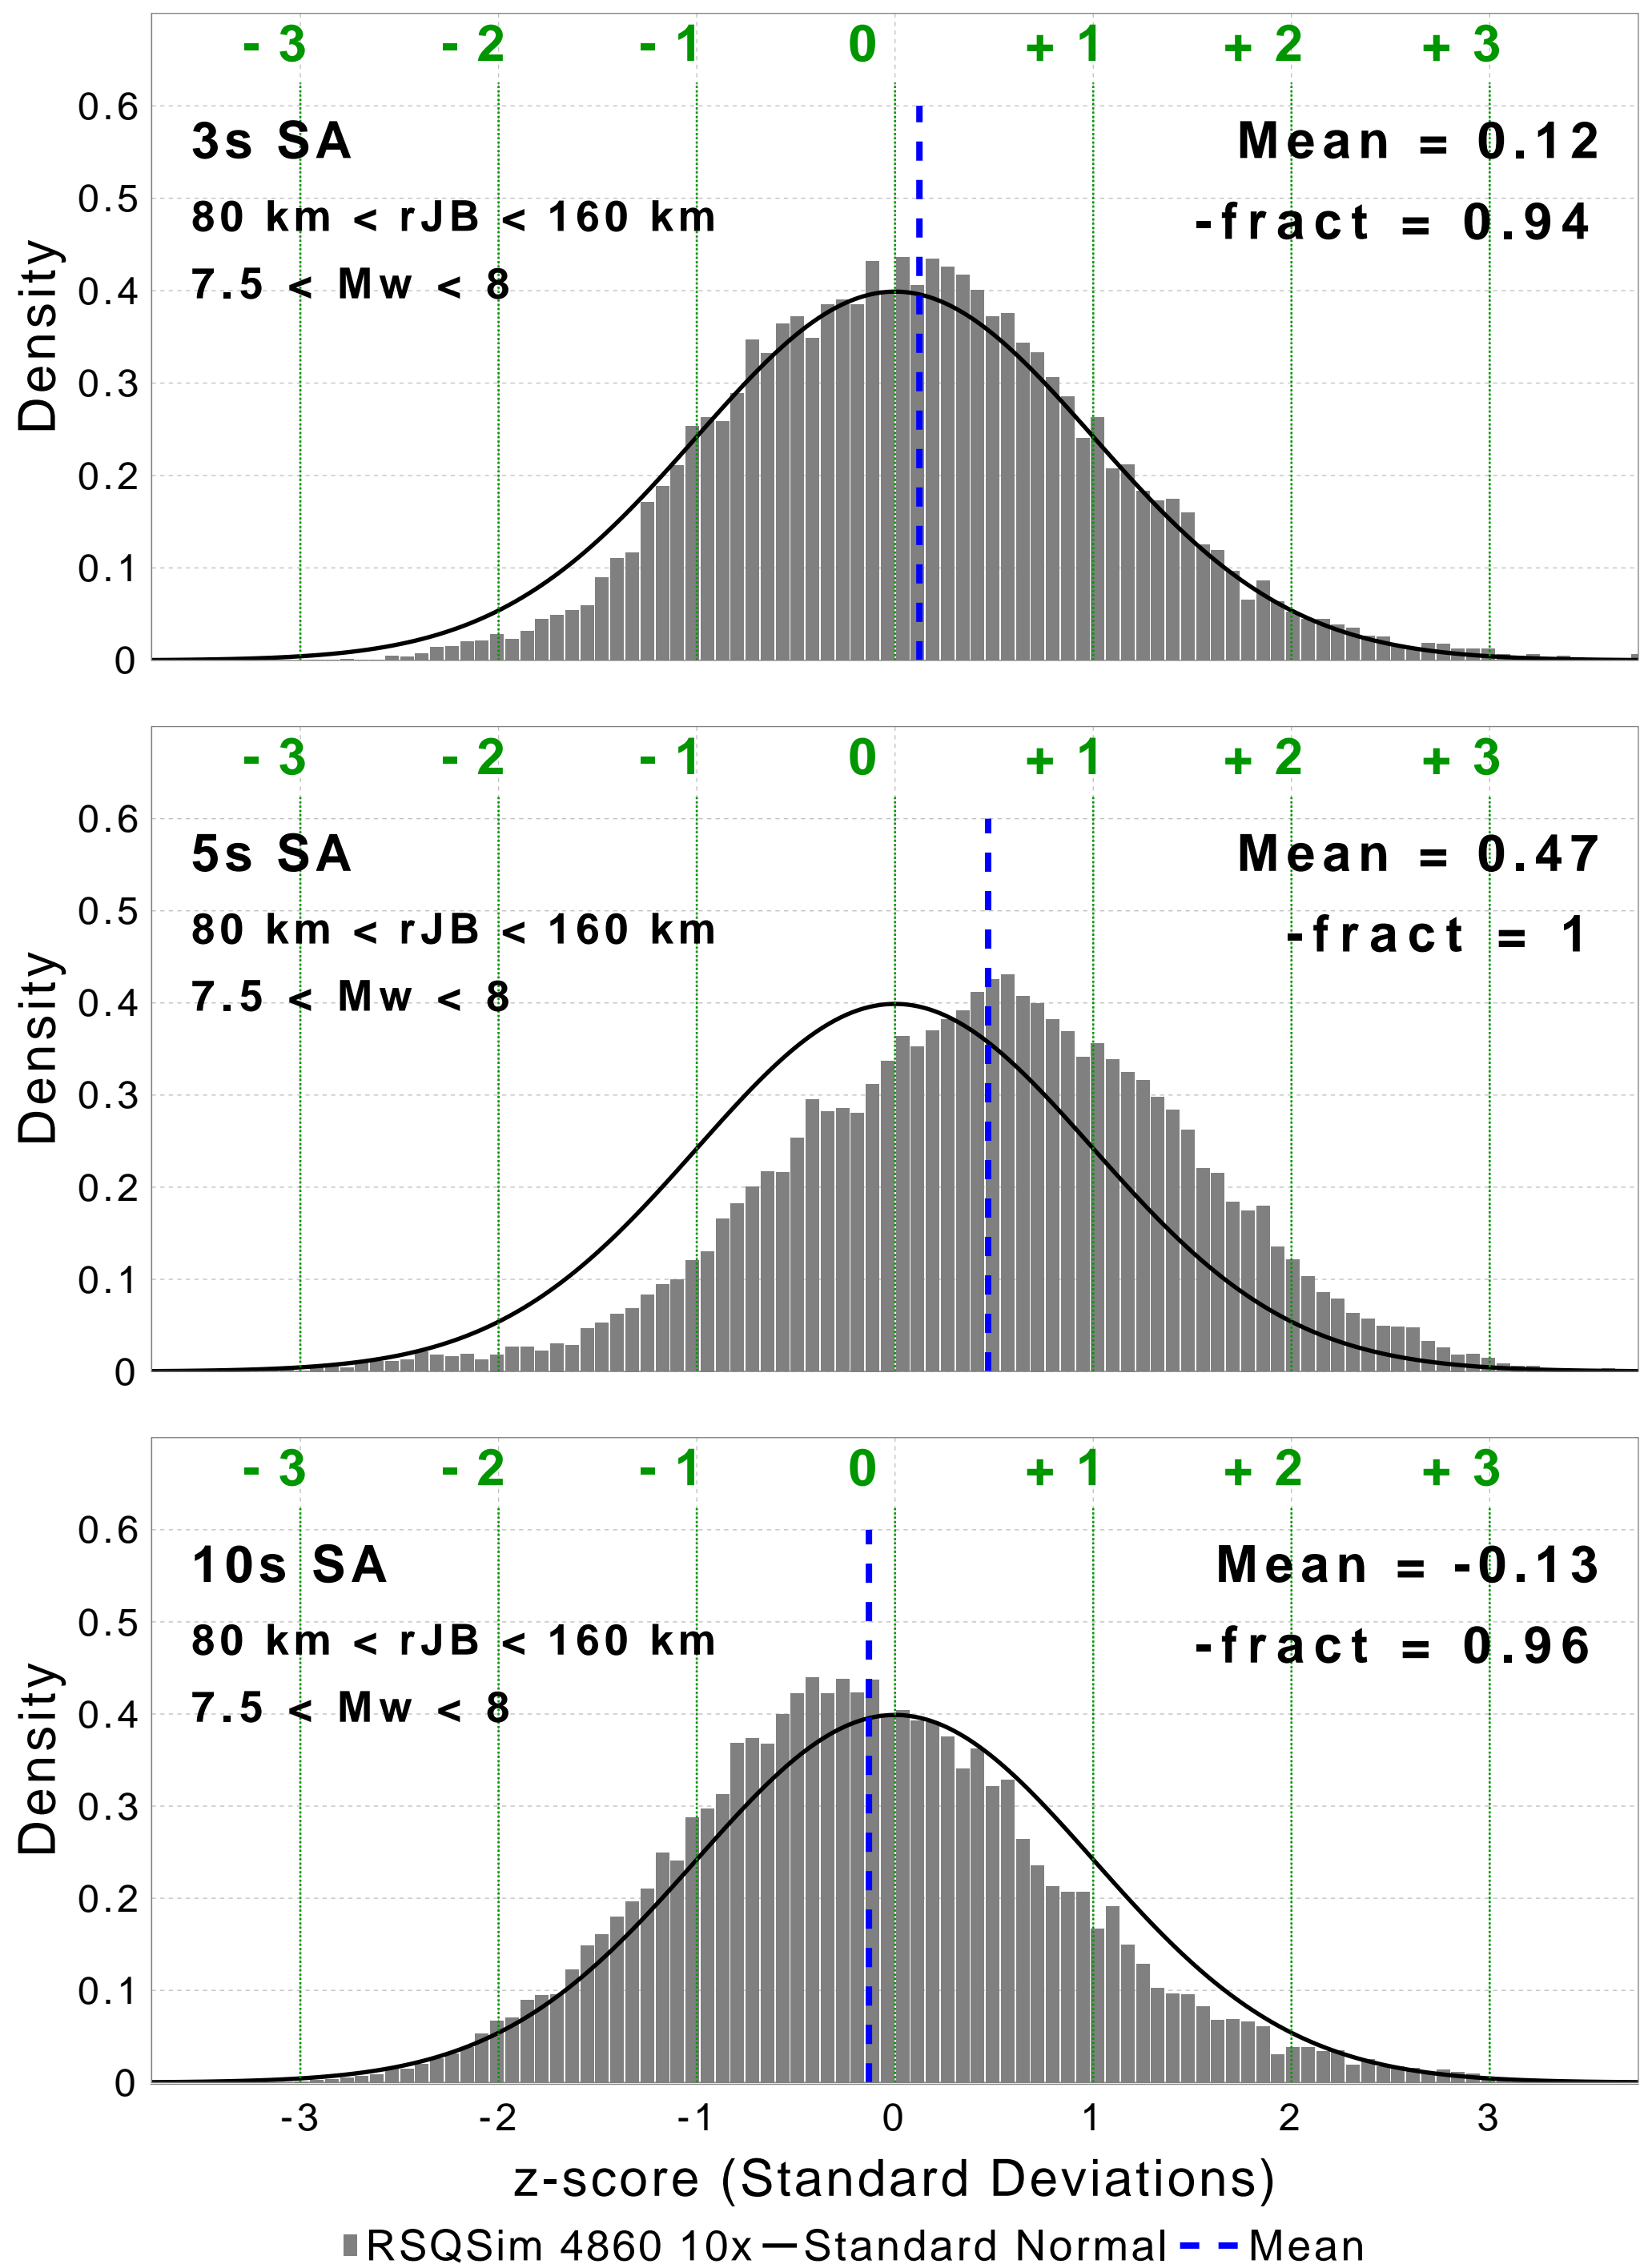 - 3 - 2 - 1 0 + 1 + 2 + 3
0.6
3s SA Mean = 0.12
0.5
80 km < rJB < 160 km -fract = 0.94
7.5 < Mw < 8
0.4
0.3
0.2
0.1
0
Density
- 3 - 2 - 1 0 + 1 + 2 + 3
0.6
5s SA Mean = 0.47
0.5
80 km < rJB < 160 km -fract = 1
7.5 < Mw < 8
0.4
0.3
0.2
0.1
0
Density
- 3 - 2 - 1 0 + 1 + 2 + 3
0.6
10s SA Mean = -0.13
0.5
80 km < rJB < 160 km -fract = 0.96
7.5 < Mw < 8
0.4
0.3
0.2
0.1
0
Density
-3 -2 -1 0 1 2 3
z-score (Standard Deviations)
RSQSim 4860 10x Standard Normal Mean